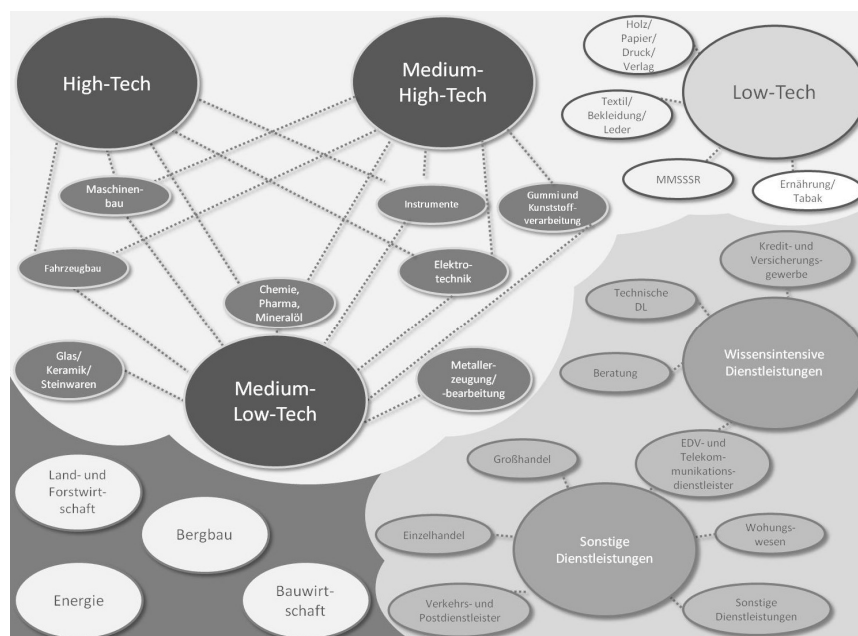 High-Tech
Medium-
High-Tech
Holz/
Papier/
Druck/
Verlag
Low-Tech
Textil/
Bekleidung/
Leder
MMSSSR
Ernährung/
Tabak
Maschinen-
bau
Instrumente
Gummi und
Kunststoff-
verarbeitung
Fahrzeugbau
Chemie,
Pharma,
Mineralöl
Elektro-
technik
Kredit- und
Versicherungs-
gewerbe
Technische
DL
Wissensintensive
Dienstleistungen
Beratung
Glas/
Keramik/
Steinwaren
Medium-
Low-Tech
Metaller-
zeugung/
-bearbeitung
EDV- und
Telekom-
munikations-
dienstleister
Großhandel
Land- und
Forstwirt-
schaft
Bergbau
Einzelhandel
Sonstige
Dienstleistungen
Wohungs-
wesen
Energie
Bauwirt-
schaft
Verkehrs- und
Postdienstleister
Sonstige
Dienstleistungen